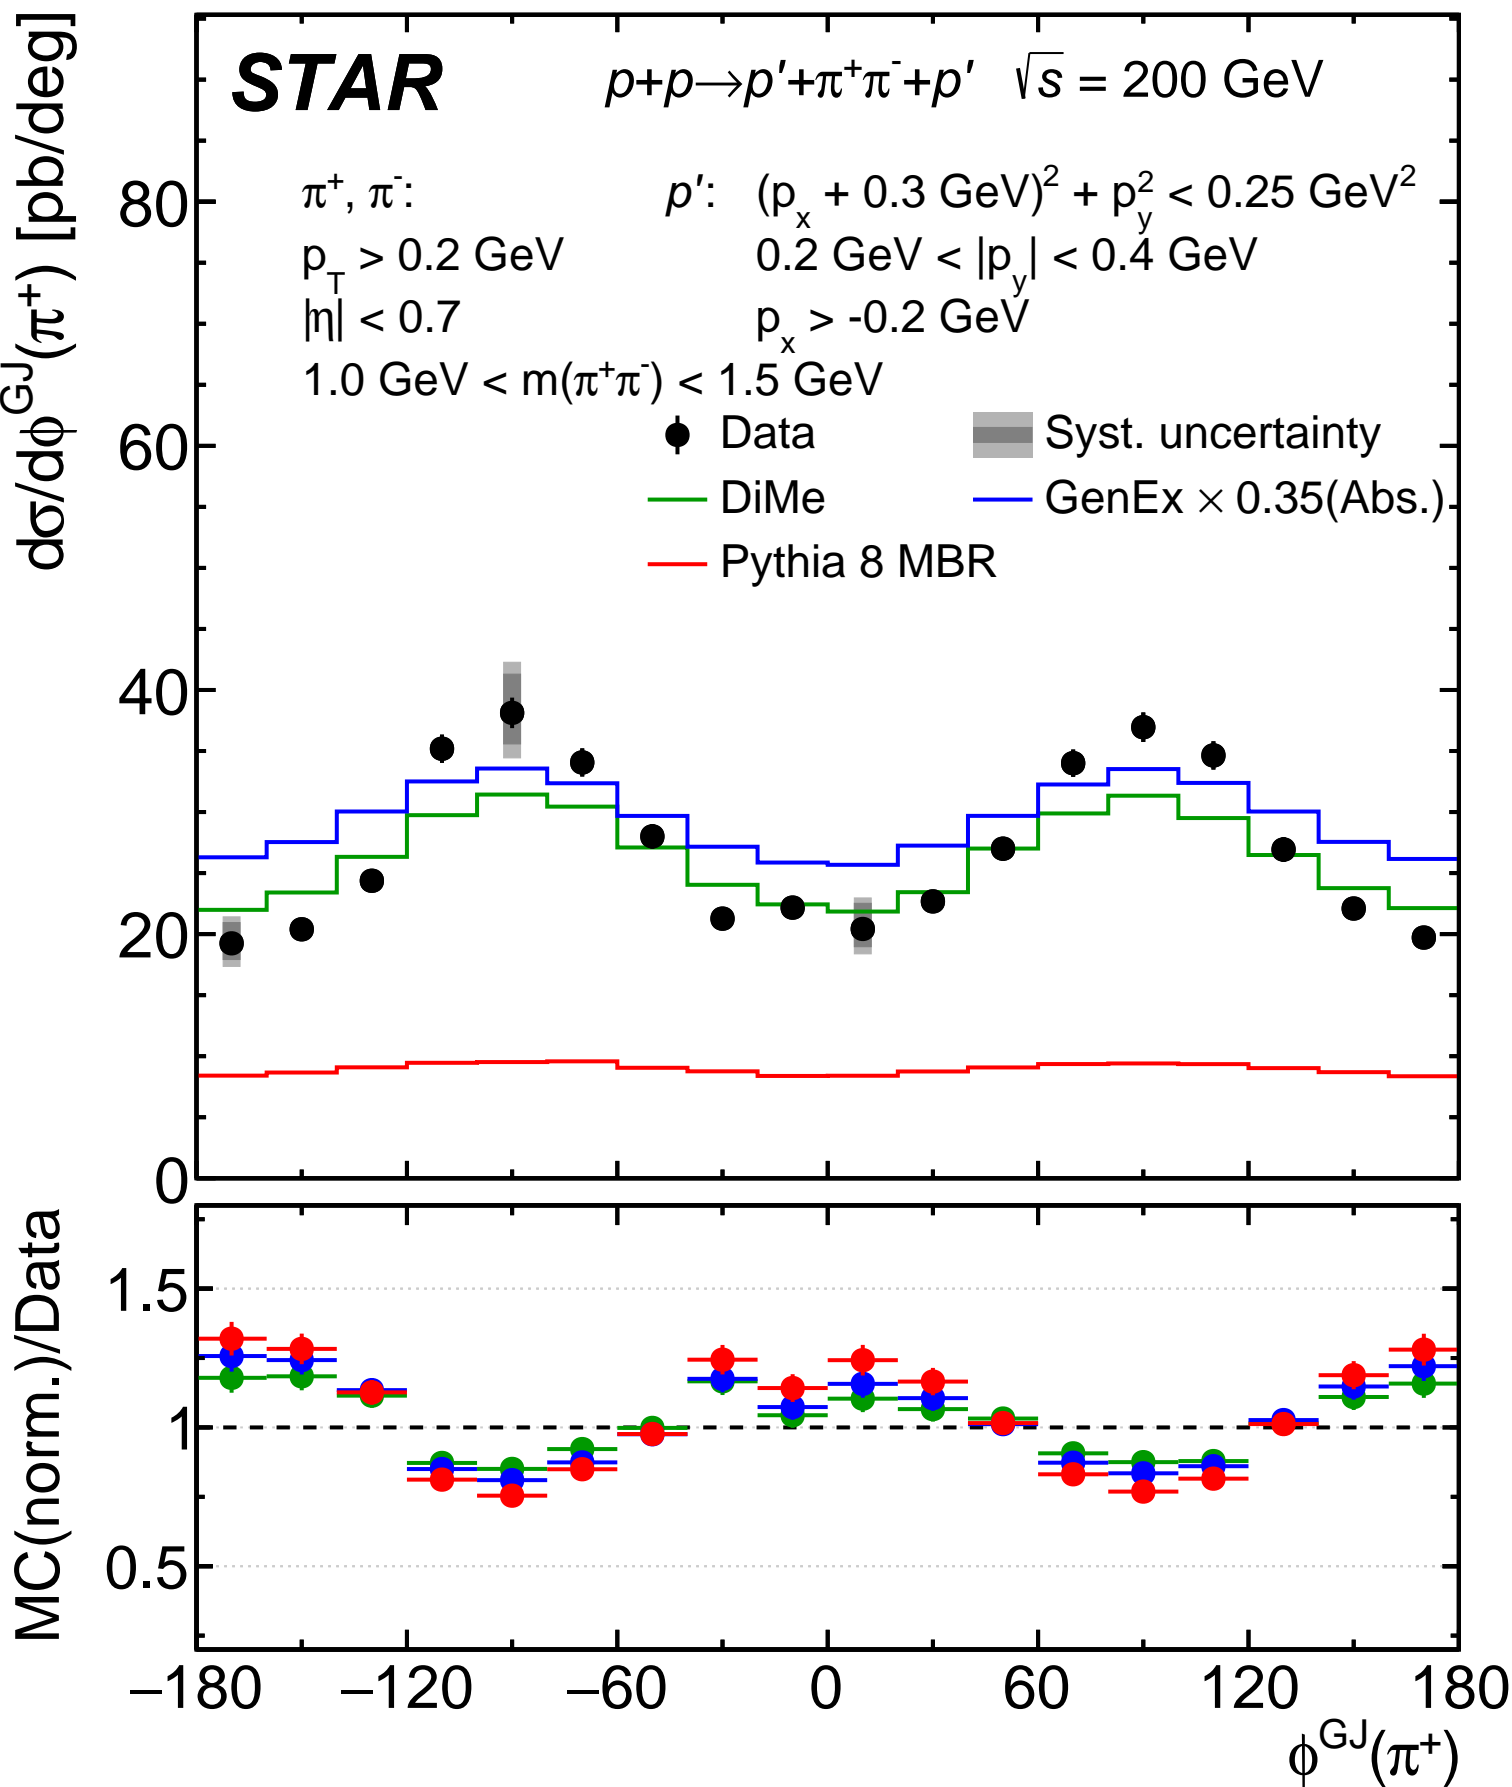 STAR p+p→p′+π⁺π⁻+p′ √s = 200 GeV
π⁺, π⁻: p′: (pₓ + 0.3 GeV)² + p_y² < 0.25 GeV²
p_T > 0.2 GeV 0.2 GeV < |p_y| < 0.4 GeV
|η| < 0.7 pₓ > -0.2 GeV
1.0 GeV < m(π⁺π⁻) < 1.5 GeV
Data Syst. uncertainty
DiMe GenEx × 0.35(Abs.)
Pythia 8 MBR
dσ/dϕ^GJ(π⁺) [pb/deg]
80
60
40
20
0
MC(norm.)/Data
1.5
1
0.5
−180 −120 −60 0 60 120 180
ϕ^GJ(π⁺)